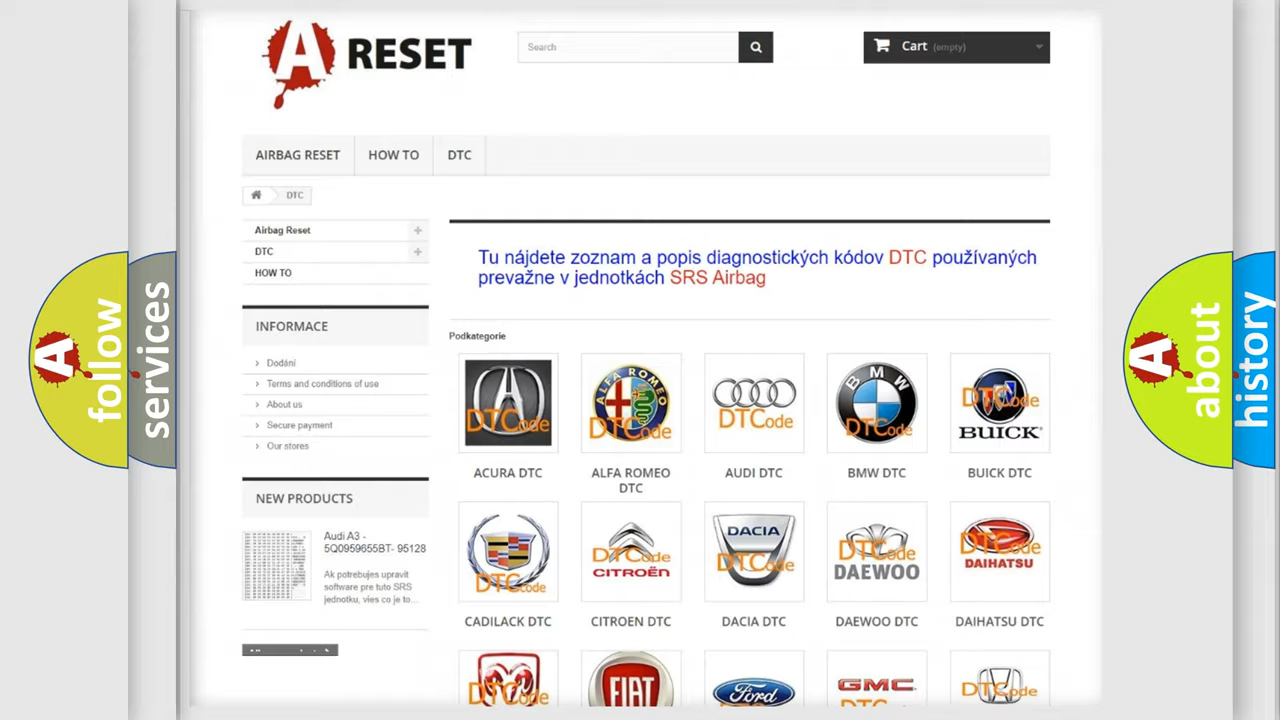 A RESET
Search
Cart (empty)
AIRBAG RESET
HOW TO
DTC
DTC
Airbag Reset
DTC
HOW TO
Tu nájdete zoznam a popis diagnostických kódov DTC používaných
prevažne v jednotkách SRS Airbag
INFORMACE
Dodání
Terms and conditions of use
About us
Secure payment
Our stores
NEW PRODUCTS
Audi A3 -
5Q0959655BT- 95128
Ak potrebujes upravit
software pre tuto SRS
jednotku, vies co je to...
Podkategorie
DTCode
ALFA ROMEO
DTCode
DTCode
BMW
DTCode
DTCode
BUICK
ACURA DTC
ALFA ROMEO
DTC
AUDI DTC
BMW DTC
BUICK DTC
DTCode
DTCode
CITROËN
DACIA
DTCode
DTCode
DAEWOO
DTCode
DAIHATSU
CADILACK DTC
CITROEN DTC
DACIA DTC
DAEWOO DTC
DAIHATSU DTC
DTCode
FIAT
Ford
GMC
DTCode
A follow
services
A about
history